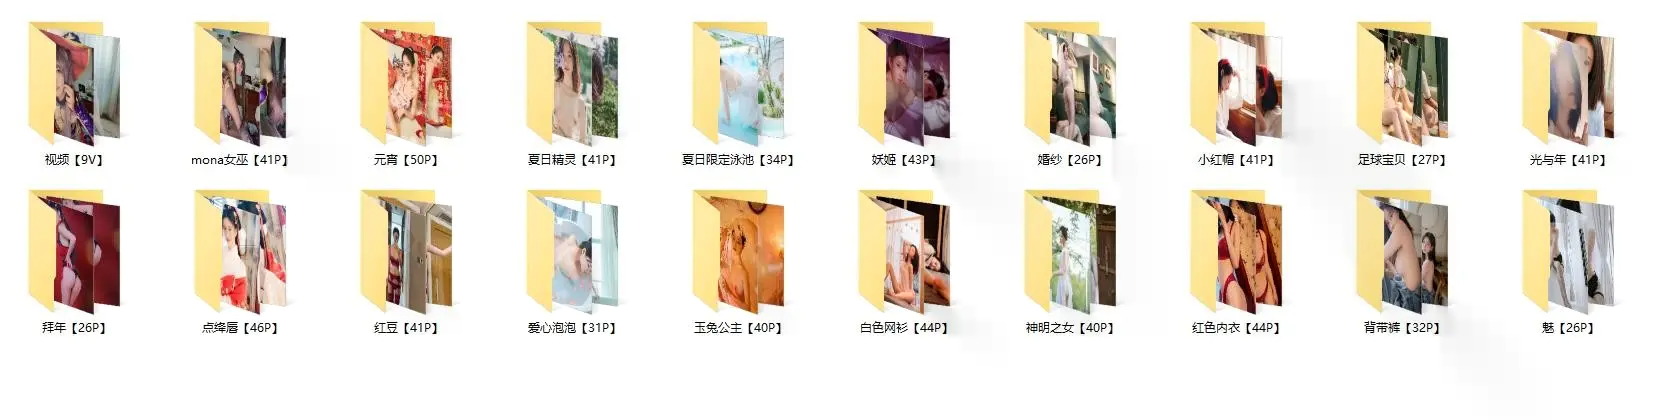 视频【9V】
mona女巫【41P】
元宵【50P】
夏日精灵【41P】
夏日限定泳池【34P】
妖姬【43P】
婚纱【26P】
小红帽【41P】
足球宝贝【27P】
光与年【41P】
拜年【26P】
点绛唇【46P】
红豆【41P】
爱心泡泡【31P】
玉兔公主【40P】
白色网衫【44P】
神明之女【40P】
红色内衣【44P】
背带裤【32P】
魅【26P】